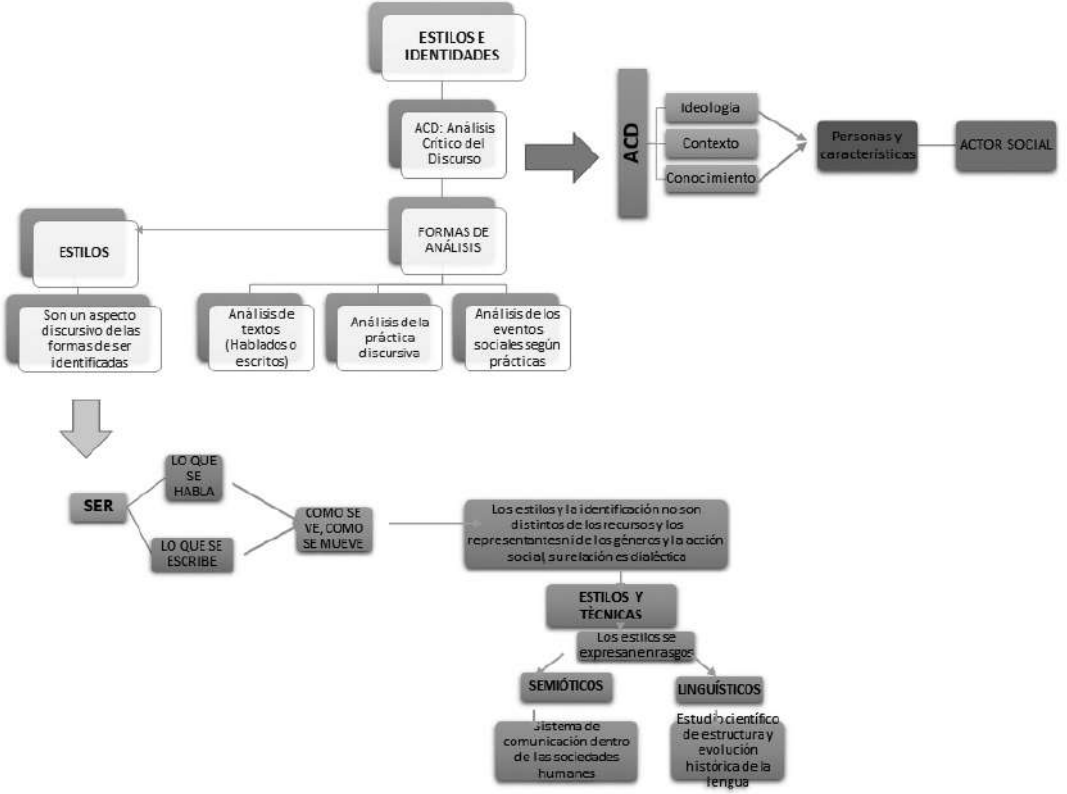 ESTILOS E
IDENTIDADES
ACD: Análisis
Crítico del
Discurso
ACD
Ideología
Contexto
Conocimiento
Personas y
características
ACTOR SOCIAL
FORMAS DE
ANÁLISIS
ESTILOS
Son un aspecto
discursivo de las
formas de ser
identificadas
Análisis de
textos
(Hablados o
escritos)
Análisis de la
práctica
discursiva
Análisis de los
eventos
sociales según
prácticas
SER
LO QUE
SE
HABLA
LO QUE SE
ESCRIBE
COMO SE
VE, COMO
SE MUEVE
Los estilos y la identificación no son
distintos de los recursos y los
representantes ni de los géneros y la acción
social, su relación es dialéctica
ESTILOS Y
TÈCNICAS
Los estilos se
expresan en rasgos
SEMIÓTICOS
LINGUÍSTICOS
Sistema de
comunicación dentro
de las sociedades
humanes
Estudio científico
de estructura y
evolución
histórica de la
lengua